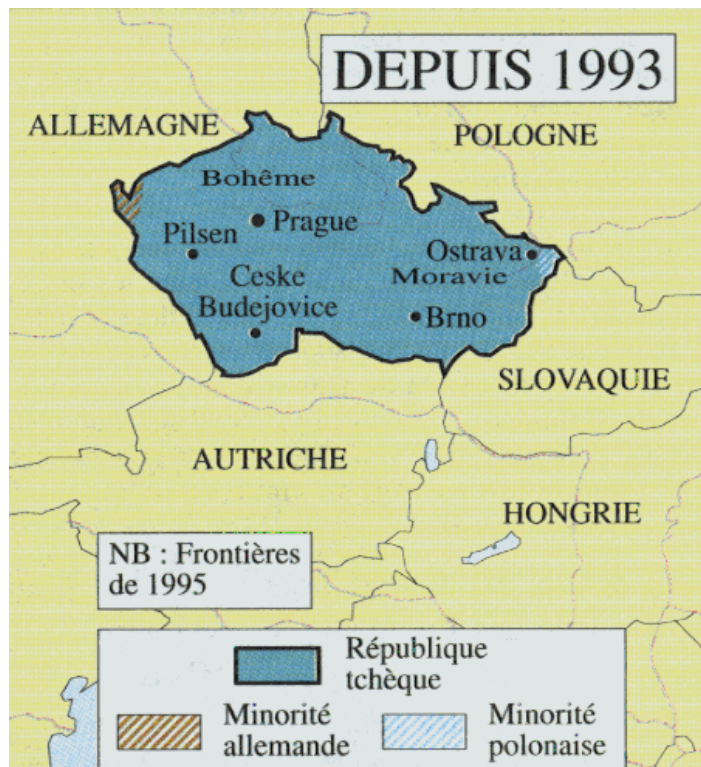 DEPUIS 1993
ALLEMAGNE
POLOGNE
Bohême
Prague
Pilsen
Ostrava
Ceske
Budejovice
Moravie
Brno
SLOVAQUIE
AUTRICHE
HONGRIE
NB : Frontières
de 1995
République
tchèque
Minorité
allemande
Minorité
polonaise